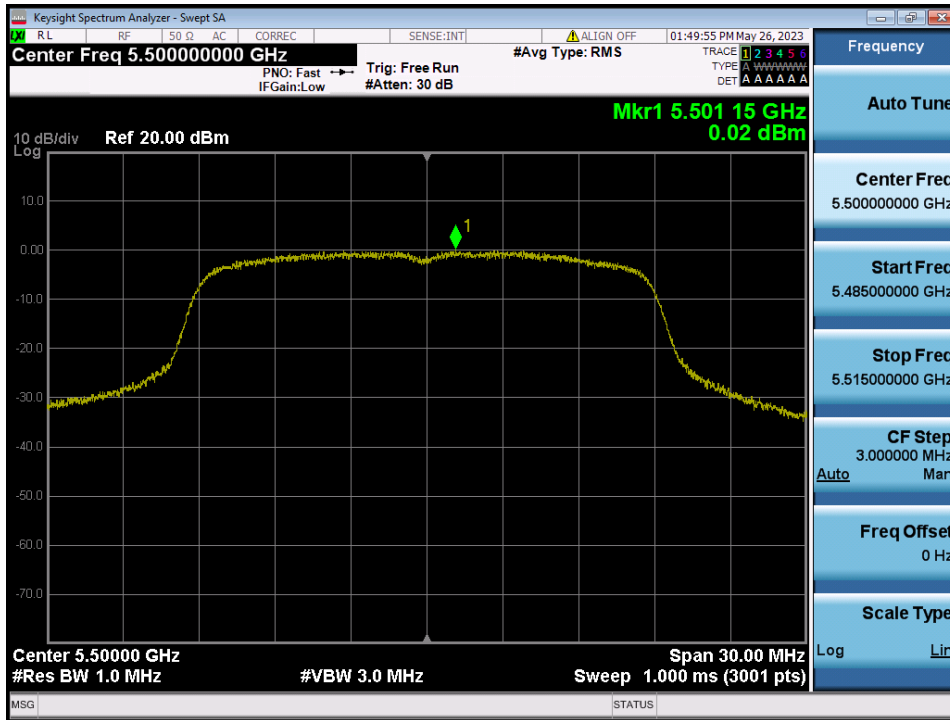 Keysight Spectrum Analyzer - Swept SA
LXI RL RF 50 Ω AC CORREC SENSE:INT ALIGN OFF 01:49:55 PM May 26, 2023
Center Freq 5.500000000 GHz
PNO: Fast
IFGain:Low
Trig: Free Run
#Atten: 30 dB
#Avg Type: RMS
TRACE 1 2 3 4 5 6
TYPE A WWWWW
DET A A A A A A
Mkr1 5.501 15 GHz
0.02 dBm
10 dB/div Ref 20.00 dBm
Log
10.0
0.00
-10.0
-20.0
-30.0
-40.0
-50.0
-60.0
-70.0
1
Center 5.50000 GHz Span 30.00 MHz
#Res BW 1.0 MHz #VBW 3.0 MHz Sweep 1.000 ms (3001 pts)
MSG STATUS
Frequency
Auto Tune
Center Freq
5.500000000 GHz
Start Freq
5.485000000 GHz
Stop Freq
5.515000000 GHz
CF Step
3.000000 MHz
Auto Man
Freq Offset
0 Hz
Scale Type
Log Lin